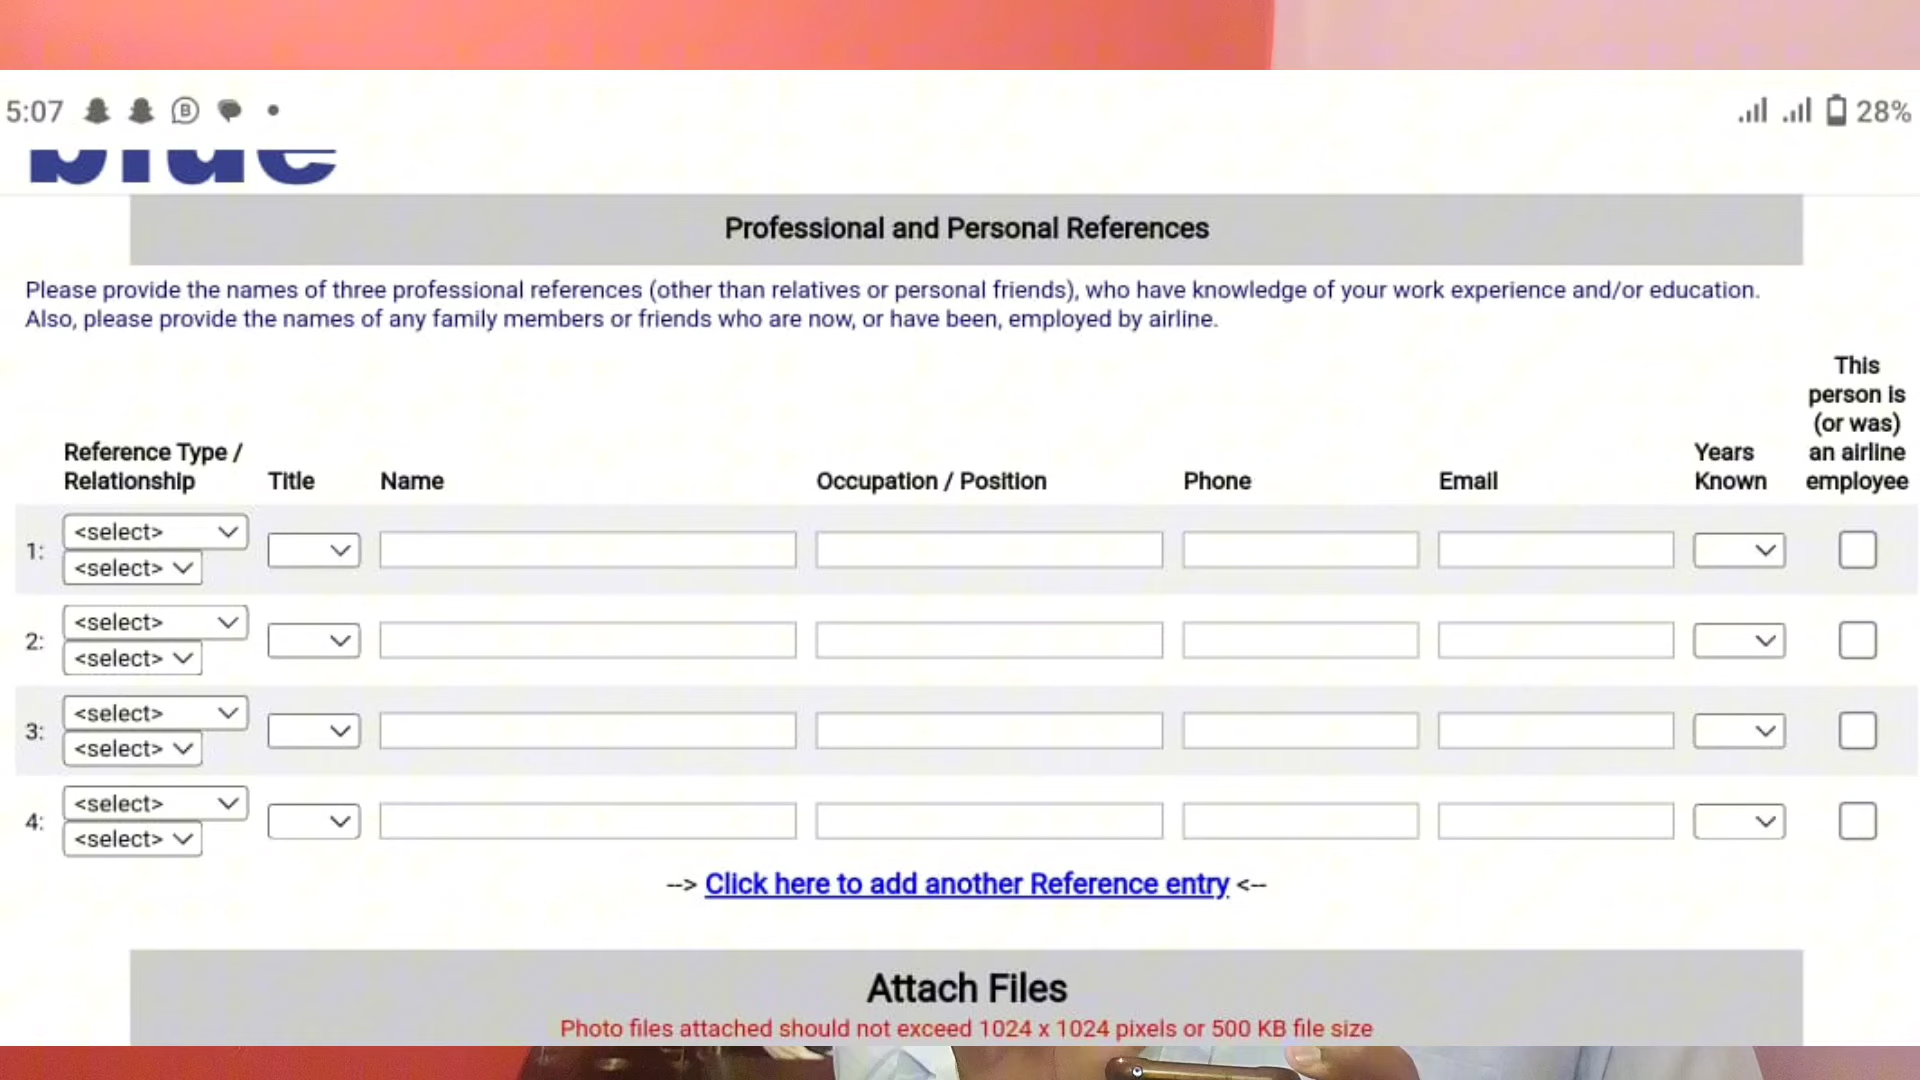 5:07
28%
blue
Professional and Personal References
Please provide the names of three professional references (other than relatives or personal friends), who have knowledge of your work experience and/or education.
Also, please provide the names of any family members or friends who are now, or have been, employed by airline.
Reference Type /
Relationship
Title
Name
Occupation / Position
Phone
Email
Years
Known
This
person is
(or was)
an airline
employee
1:
<select>
<select>
2:
<select>
<select>
3:
<select>
<select>
4:
<select>
<select>
--> Click here to add another Reference entry <--
Attach Files
Photo files attached should not exceed 1024 x 1024 pixels or 500 KB file size